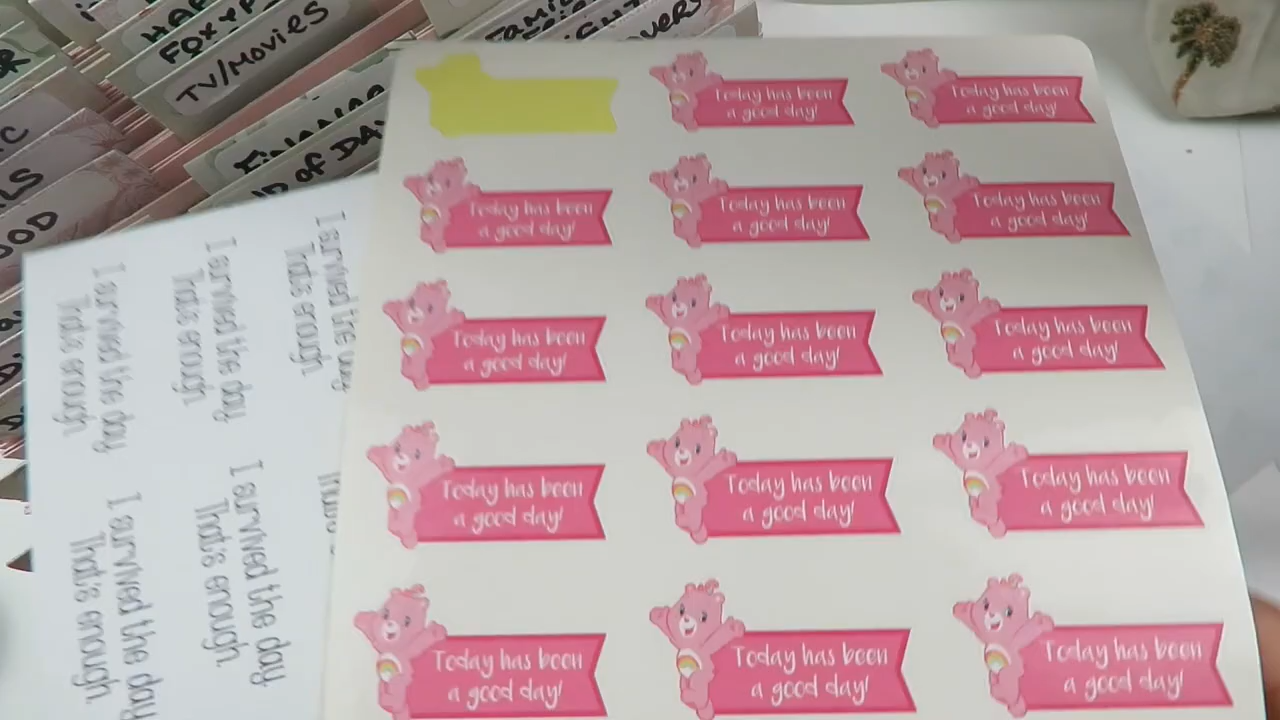 FOXY
TV/MOVIES
OF DAY
OOD
Today has been
a good day!
Today has been
a good day!
Today has been
a good day!
Today has been
a good day!
Today has been
a good day!
Today has been
a good day!
Today has been
a good day!
Today has been
a good day!
Today has been
a good day!
Today has been
a good day!
Today has been
a good day!
Today has been
a good day!
Today has been
a good day!
Today has been
a good day!
I survived the day
That's enough.
I survived the day
That's enough.
I survived the day
That's enough.
I survived the day
That's enough.
I survived the day
That's enough.